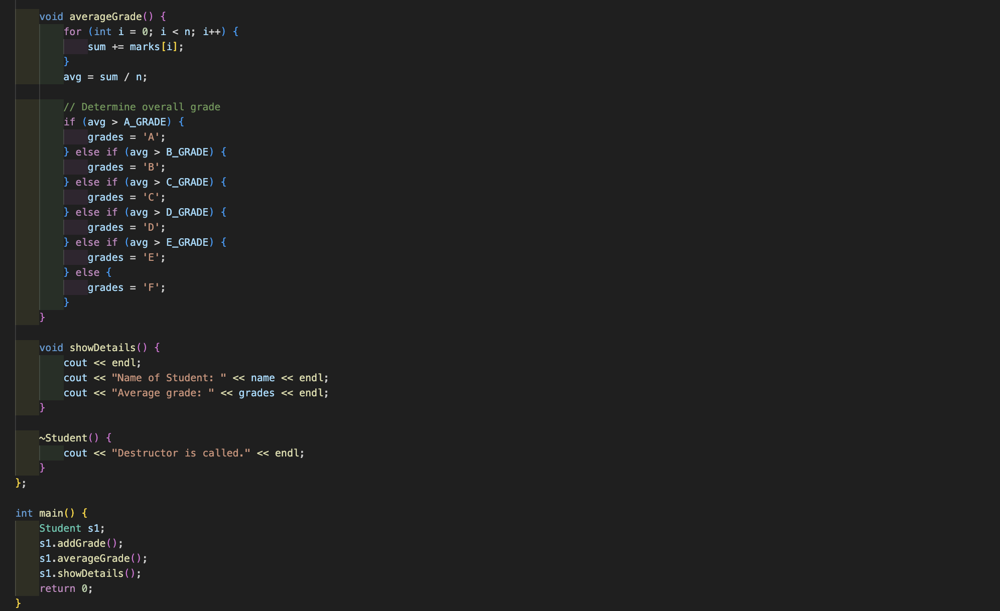 void averageGrade() {
for (int i = 0; i < n; i++) {
sum += marks[i];
}
avg = sum / n;
// Determine overall grade
if (avg > A_GRADE) {
grades = 'A';
} else if (avg > B_GRADE) {
grades = 'B';
} else if (avg > C_GRADE) {
grades = 'C';
} else if (avg > D_GRADE) {
grades = 'D';
} else if (avg > E_GRADE) {
grades = 'E';
} else {
grades = 'F';
}
}
void showDetails() {
cout << endl;
cout << "Name of Student: " << name << endl;
cout << "Average grade: " << grades << endl;
}
~Student() {
cout << "Destructor is called." << endl;
}
};
int main() {
Student s1;
s1.addGrade();
s1.averageGrade();
s1.showDetails();
return 0;
}